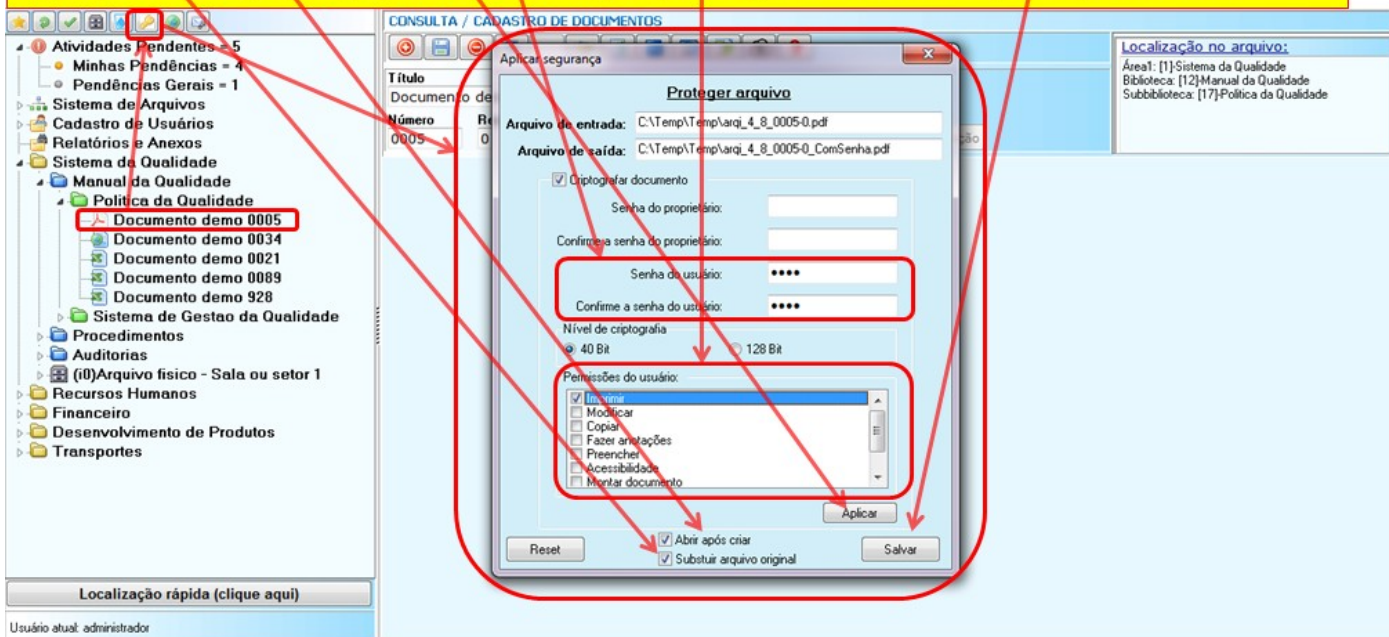 CONSULTA / CADASTRO DE DOCUMENTOS
Atividades Pendentes = 5
Minhas Pendências = 4
Pendências Gerais = 1
Sistema de Arquivos
Cadastro de Usuários
Relatórios e Anexos
Sistema da Qualidade
Manual da Qualidade
Politica da Qualidade
Documento demo 0005
Documento demo 0034
Documento demo 0021
Documento demo 0089
Documento demo 928
Sistema de Gestao da Qualidade
Procedimentos
Auditorias
(i0)Arquivo fisico - Sala ou setor 1
Recursos Humanos
Financeiro
Desenvolvimento de Produtos
Transportes
Localização rápida (clique aqui)
Usuário atual: administrador
Título
Documento de
Número
0005
0
Aplicar segurança
Proteger arquivo
Arquivo de entrada: C:\Temp\Temp\arqi_4_8_0005-0.pdf
Arquivo de saída: C:\Temp\Temp\arqi_4_8_0005-0_ComSenha.pdf
Criptografar documento
Senha do proprietário:
Confirme a senha do proprietário:
Senha do usuário: ••••
Confirme a senha do usuário: ••••
Nível de criptografia
40 Bit 128 Bit
Permissões do usuário:
Imprimir
Modificar
Copiar
Fazer anotações
Preencher
Acessibilidade
Montar documento
Aplicar
Abrir após criar
Reset
Substuir arquivo original
Salvar
Localização no arquivo:
Área1: [1]-Sistema da Qualidade
Biblioteca: [12]-Manual da Qualidade
Subbiblioteca: [17]-Politica da Qualidade